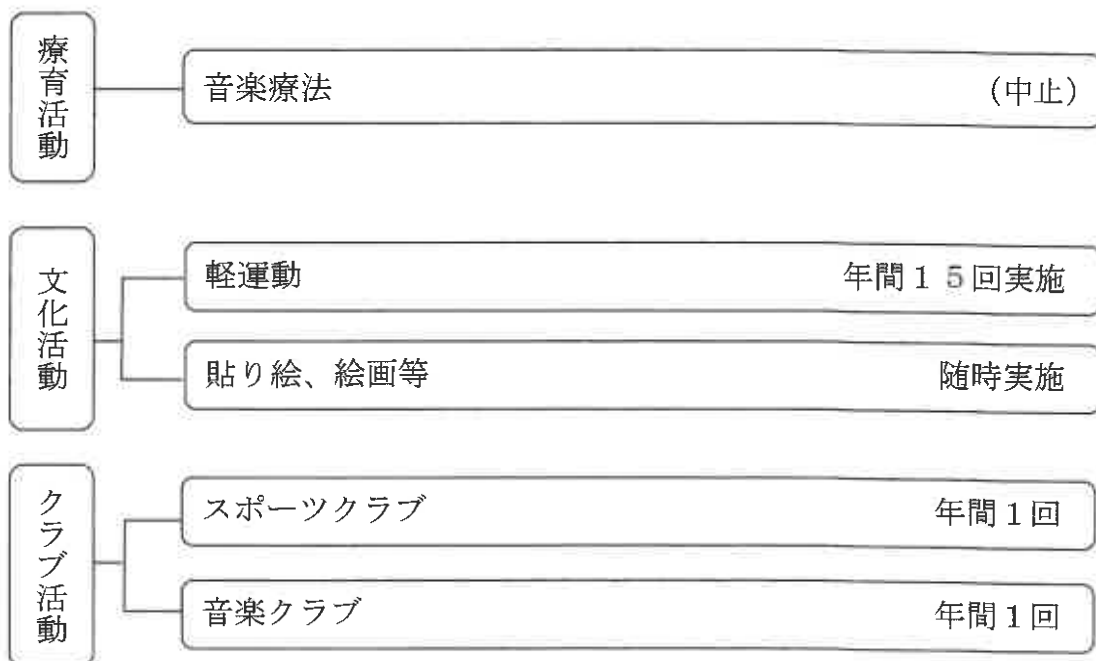 療育活動
音楽療法 (中止)
文化活動
軽運動 年間15回実施
貼り絵、絵画等 随時実施
クラブ活動
スポーツクラブ 年間1回
音楽クラブ 年間1回